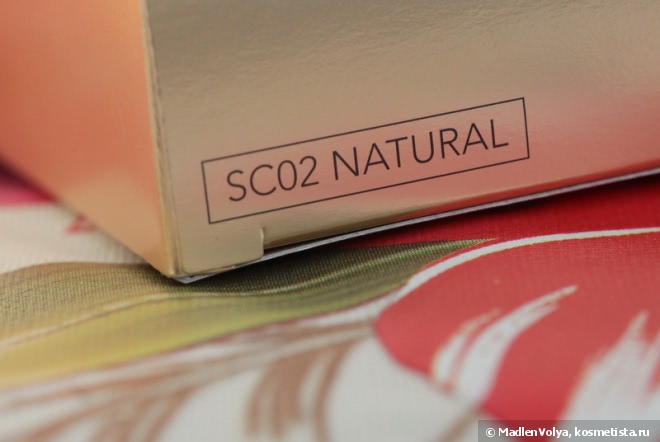 SC02 NATURAL
© MadlenVolya, kosmetista.ru